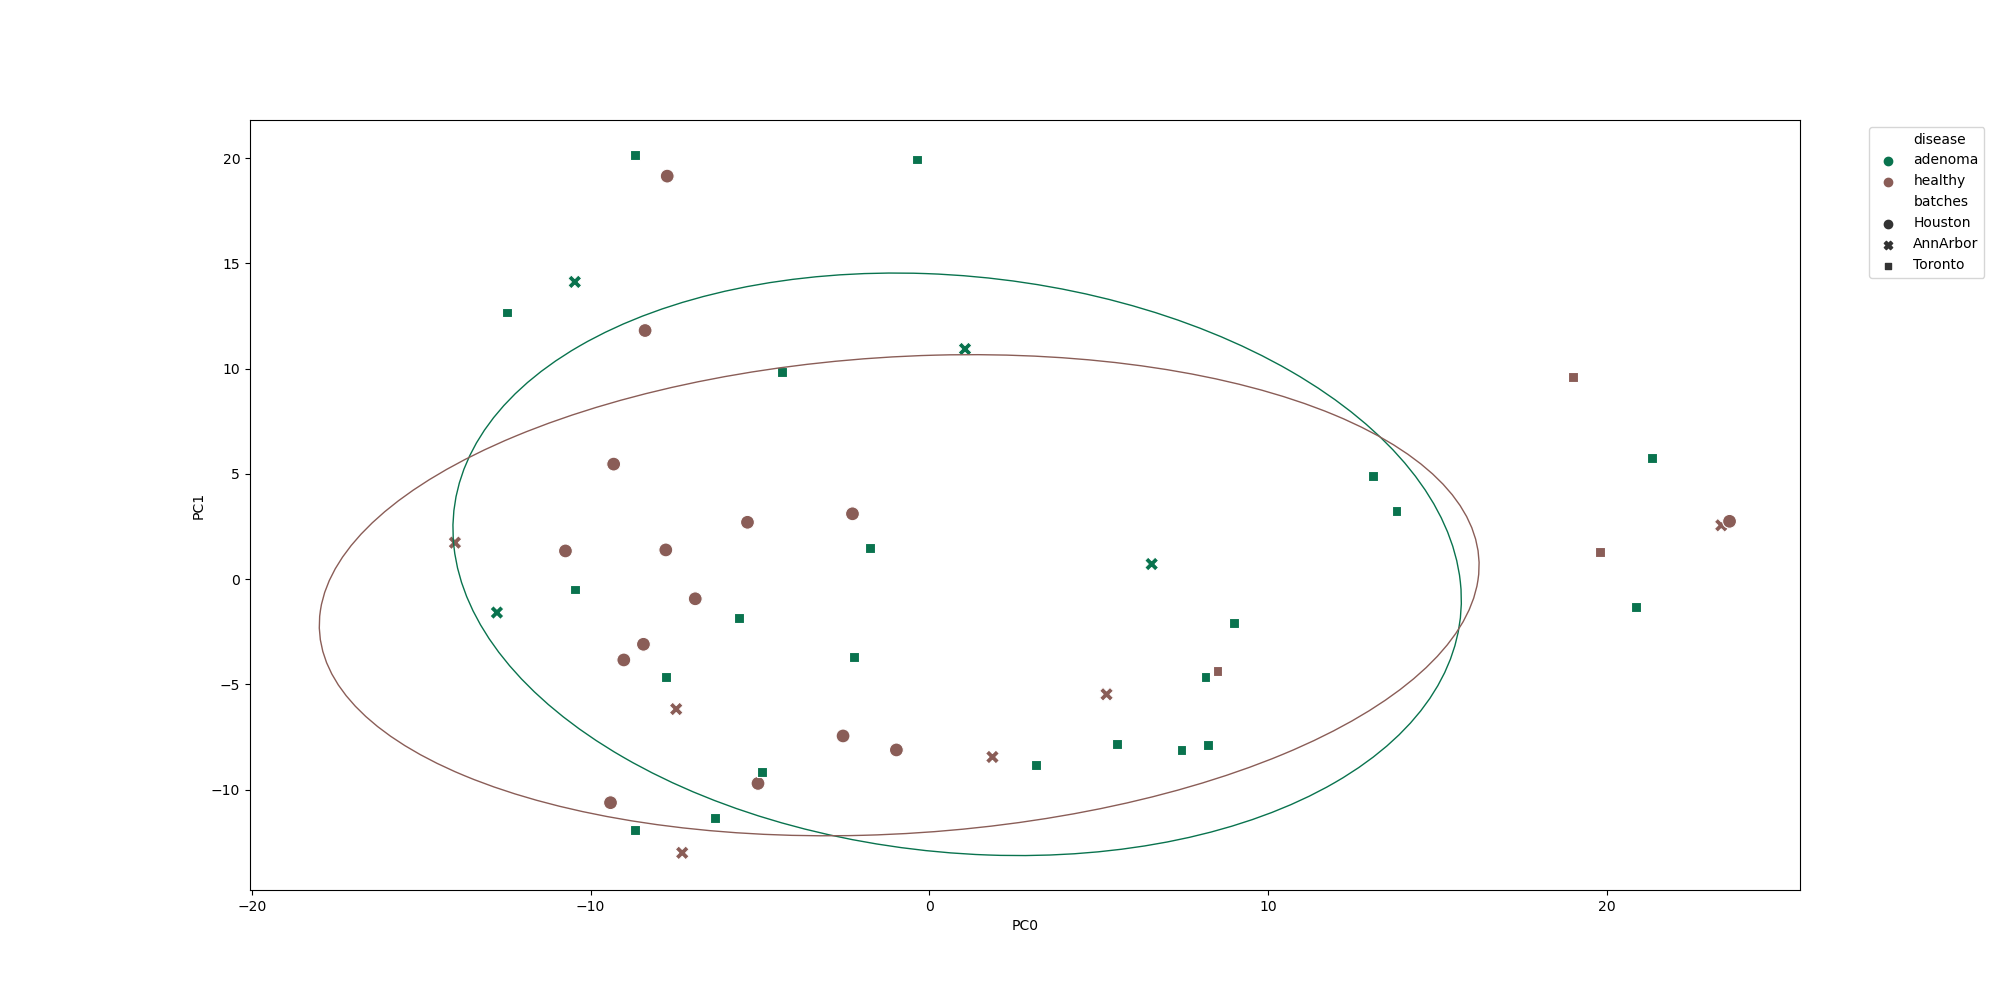 disease
adenoma
healthy
batches
Houston
AnnArbor
Toronto
20
15
10
5
0
−5
−10
PC1
−20 −10 0 10 20
PC0